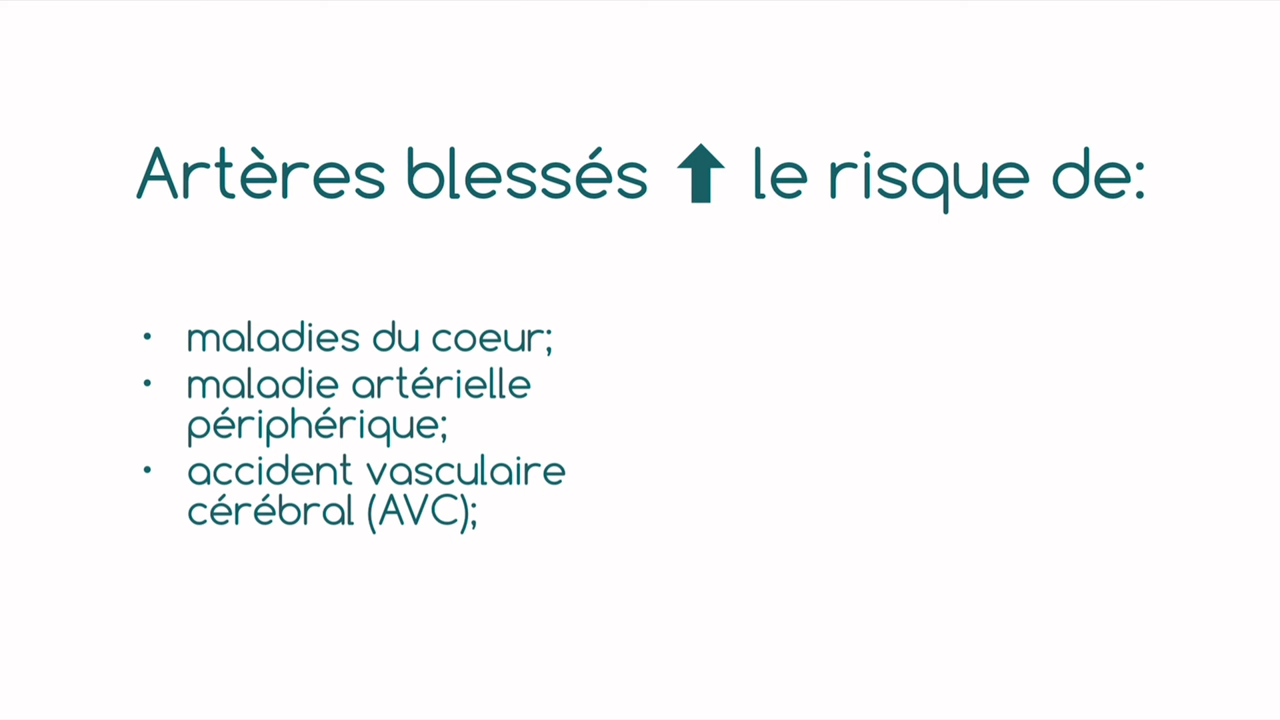 Artères blessés ⬆ le risque de:
• maladies du coeur;
• maladie artérielle
périphérique;
• accident vasculaire
cérébral (AVC);